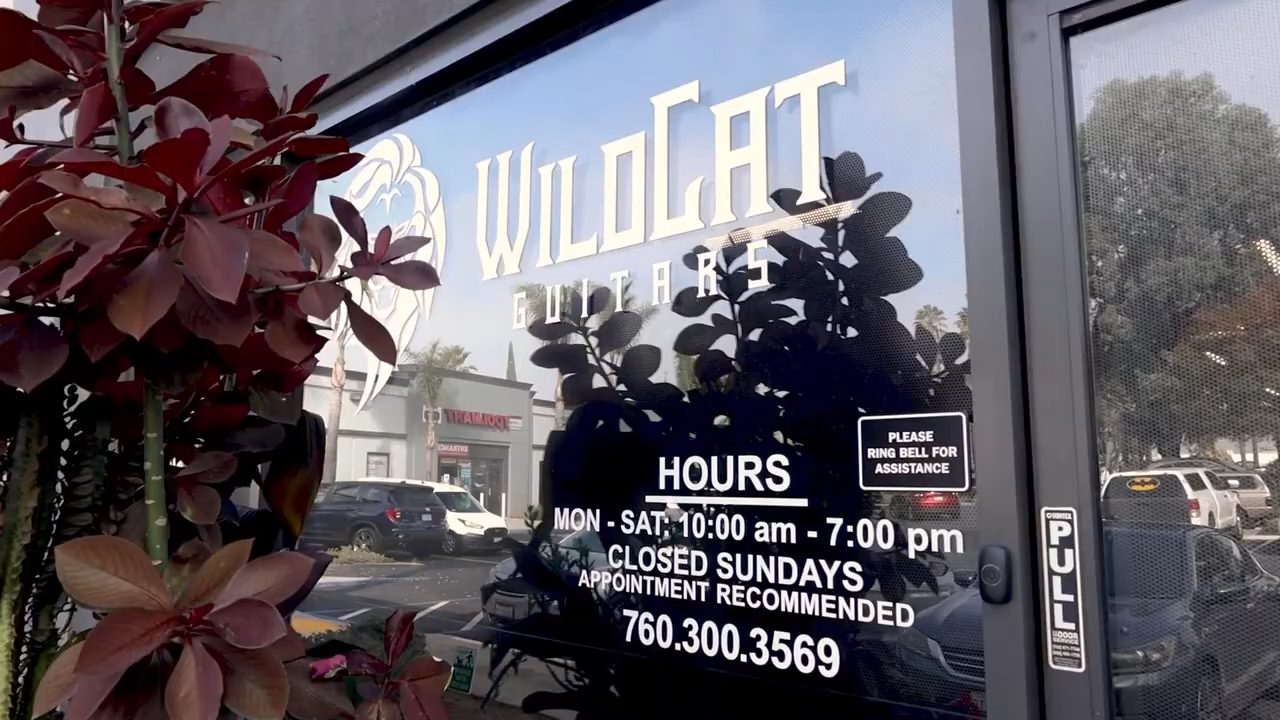 WILDCAT
GUITARS
HOURS
MON - SAT: 10:00 am - 7:00 pm
CLOSED SUNDAYS
APPOINTMENT RECOMMENDED
760.300.3569
PLEASE
RING BELL FOR
ASSISTANCE
PULL